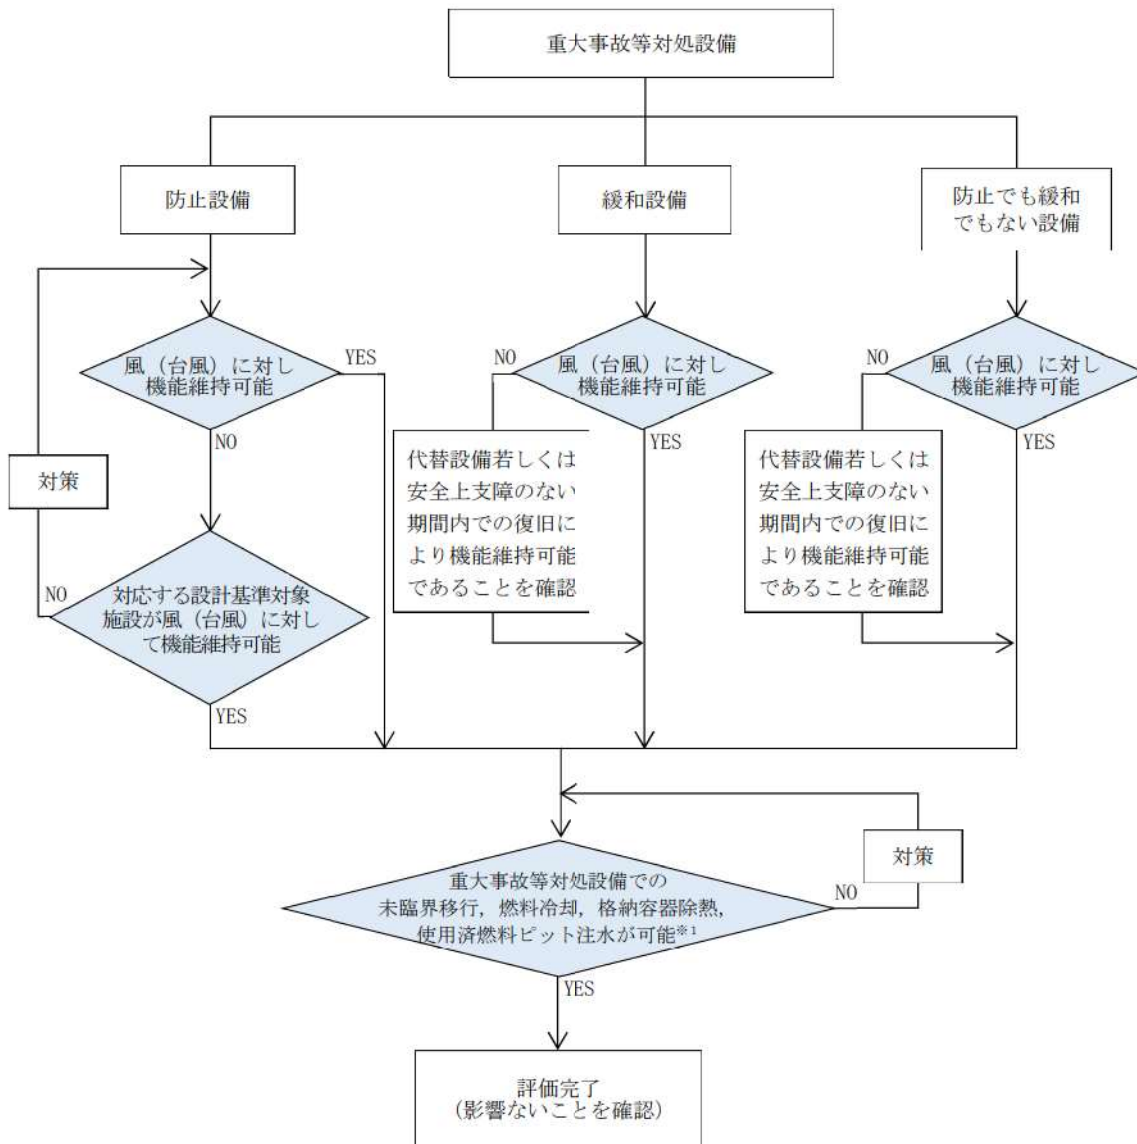 重大事故等対処設備
防止設備
緩和設備
防止でも緩和
でもない設備
風（台風）に対し
機能維持可能
YES
NO
対策
対応する設計基準対象
施設が風（台風）に対し
て機能維持可能
NO
YES
風（台風）に対し
機能維持可能
NO
YES
代替設備若しくは
安全上支障のない
期間内での復旧に
より機能維持可能
であることを確認
風（台風）に対し
機能維持可能
NO
YES
代替設備若しくは
安全上支障のない
期間内での復旧に
より機能維持可能
であることを確認
重大事故等対処設備での
未臨界移行，燃料冷却，格納容器除熱，
使用済燃料ピット注水が可能※1
NO
対策
YES
評価完了
（影響ないことを確認）